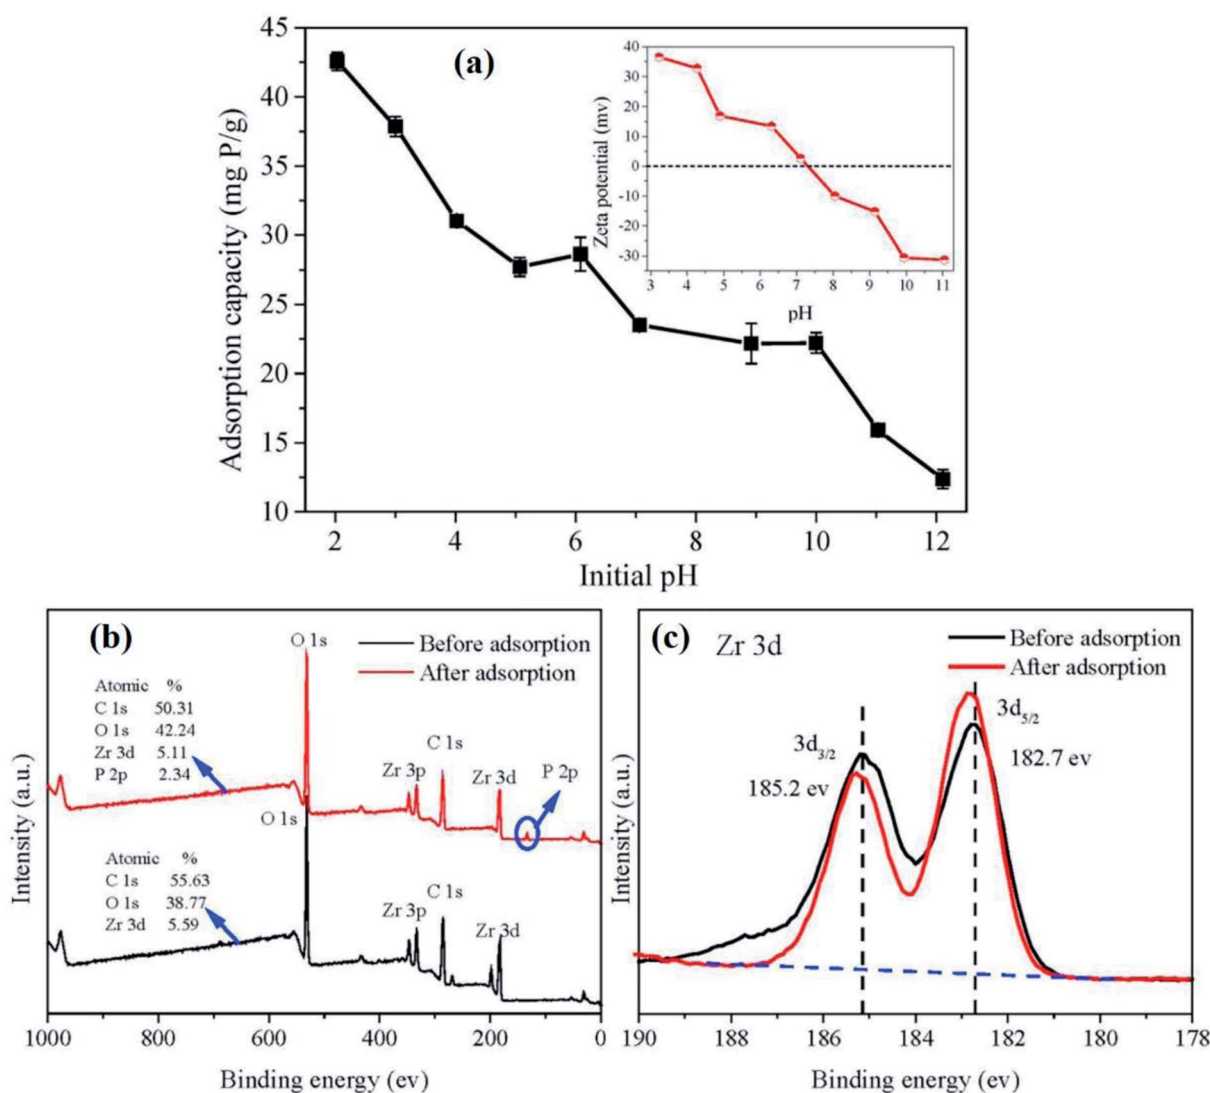 (a)
Adsorption capacity (mg P/g)
45
40
35
30
25
20
15
10
2 4 6 8 10 12
Initial pH
Zeta potential (mv)
40
30
20
10
0
-10
-20
-30
3 4 5 6 7 8 9 10 11
pH
(b)
O 1s
Before adsorption
After adsorption
Atomic %
C 1s 50.31
O 1s 42.24
Zr 3d 5.11
P 2p 2.34
Zr 3p
C 1s
Zr 3d
P 2p
O 1s
Atomic %
C 1s 55.63
O 1s 38.77
Zr 3d 5.59
Zr 3p
C 1s
Zr 3d
Intensity (a.u.)
1000 800 600 400 200 0
Binding energy (ev)
(c) Zr 3d
Before adsorption
After adsorption
3d3/2
185.2 ev
3d5/2
182.7 ev
Intensity (a.u.)
190 188 186 184 182 180 178
Binding energy (ev)